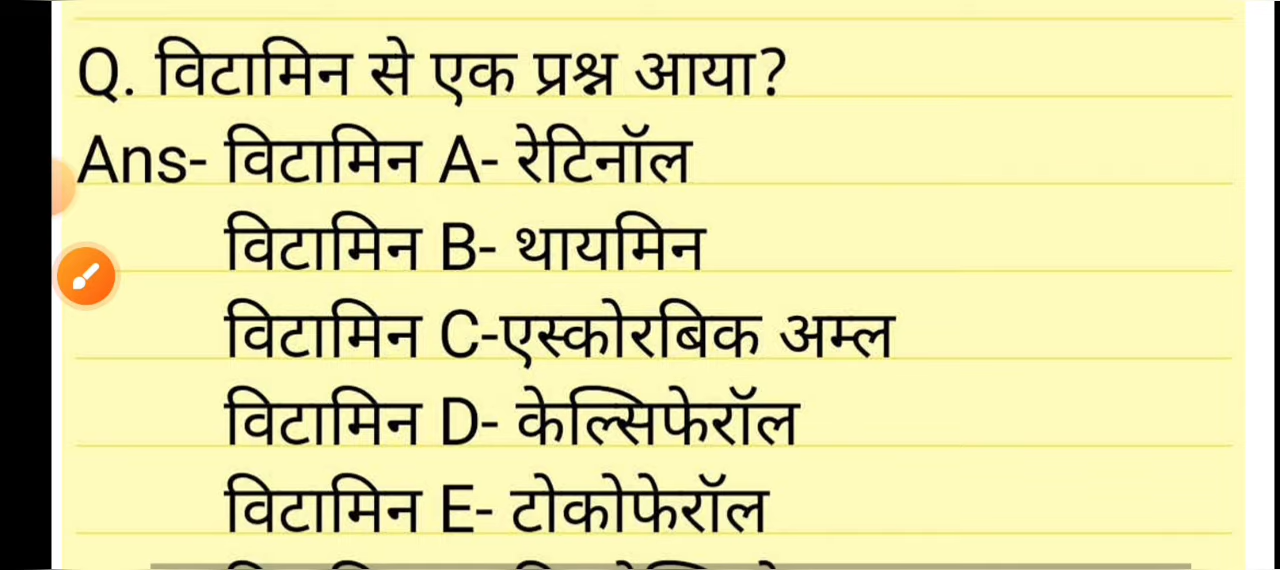 Q. विटामिन से एक प्रश्न आया?
Ans- विटामिन A- रेटिनॉल
विटामिन B- थायमिन
विटामिन C-एस्कोरबिक अम्ल
विटामिन D- केल्सिफेरॉल
विटामिन E- टोकोफेरॉल